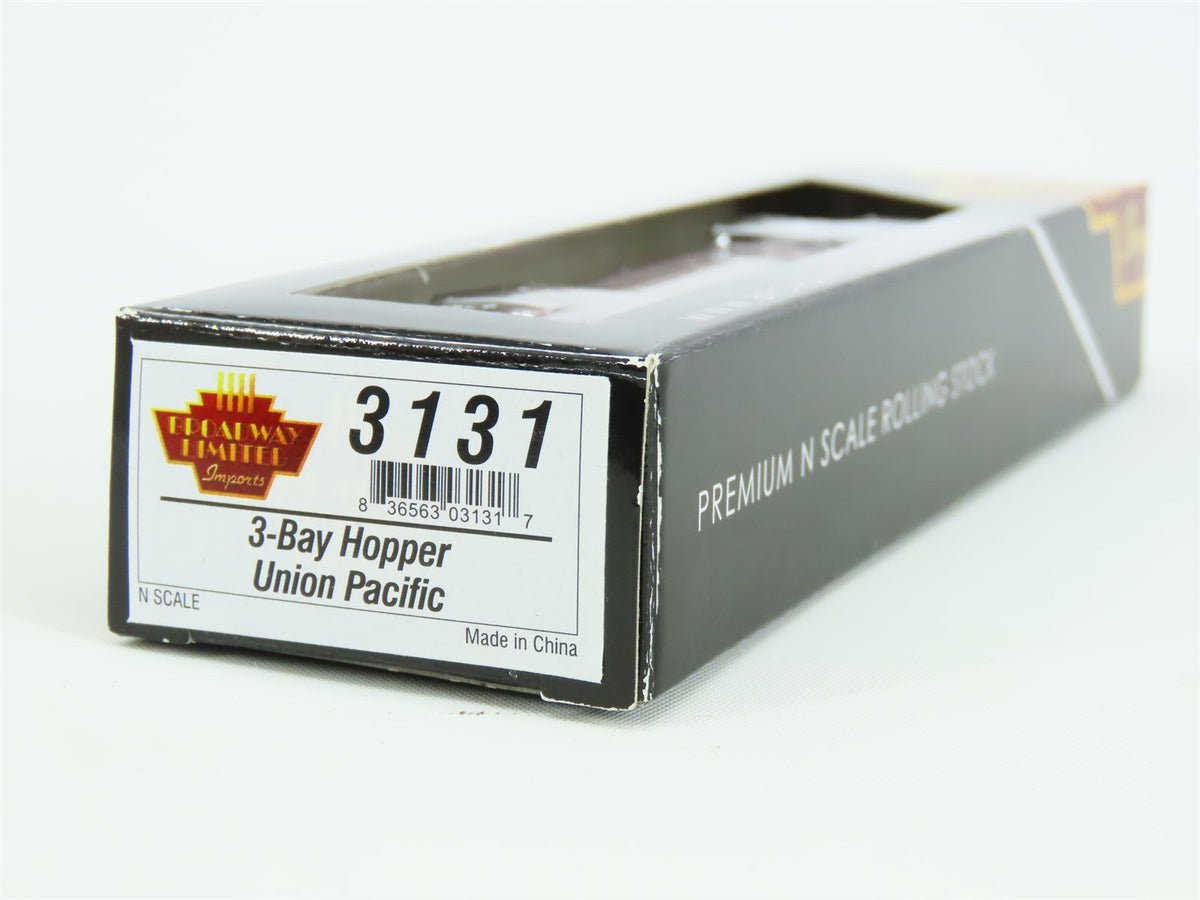 BROADWAY
LIMITED
Imports
3131
8 36563 03131 7
3-Bay Hopper
Union Pacific
N SCALE
Made in China
PREMIUM N SCALE ROLLING STOCK